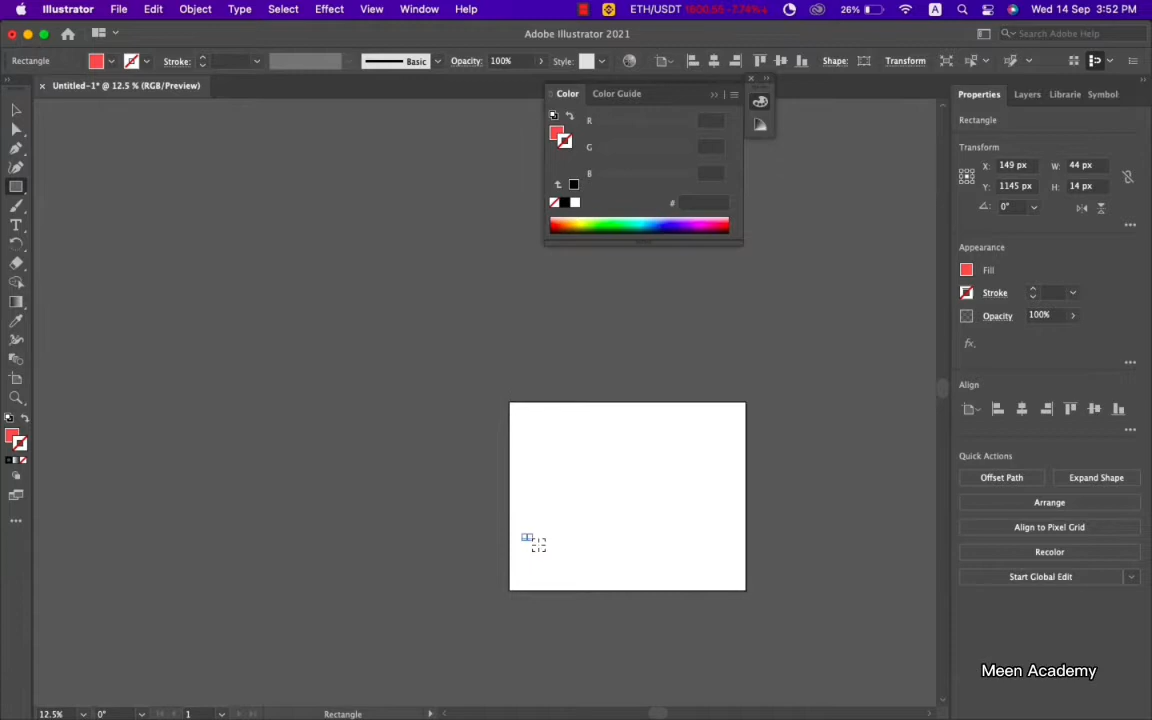 Illustrator File Edit Object Type Select Effect View Window Help ETH/USDT 26% A Wed 14 Sep 3:52 PM
Adobe Illustrator 2021
Search Adobe Help
Rectangle Stroke: Basic Opacity: 100% Style: Shape: Transform
Untitled-1* @ 12.5 % (RGB/Preview)
Color Color Guide
R
G
B
#
Properties Layers Librarie Symbol
Rectangle
Transform
X: 149 px W: 44 px
Y: 1145 px H: 14 px
0°
Appearance
Fill
Stroke
Opacity 100%
fx.
Align
Quick Actions
Offset Path Expand Shape
Arrange
Align to Pixel Grid
Recolor
Start Global Edit
Meen Academy
12.5% 0° 1 Rectangle